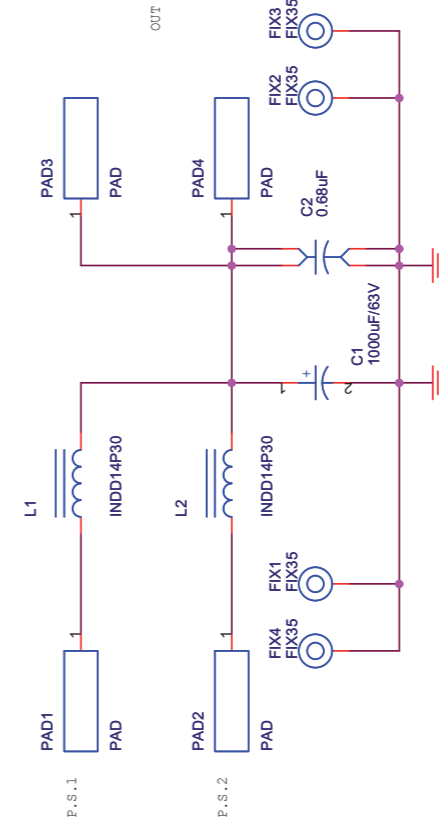 OUT
FIX3
FIX35
FIX2
FIX35
PAD3
PAD
1
PAD4
PAD
1
C2
0.68uF
C1
1000uF/63V
+
1
2
L1
INDD14P30
L2
INDD14P30
FIX1
FIX35
FIX4
FIX35
PAD1
PAD
1
PAD2
PAD
1
P.S.1
P.S.2